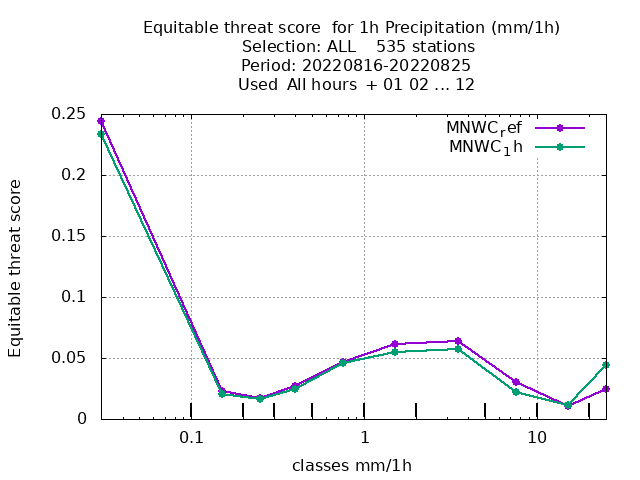 Equitable threat score  for 1h Precipitation (mm/1h)
Selection: ALL    535 stations
Period: 20220816-20220825
Used  All hours  + 01 02 ... 12
MNWC_ref
MNWC_1h
0.25
0.2
0.15
0.1
0.05
0
Equitable threat score
0.1 1 10
classes mm/1h